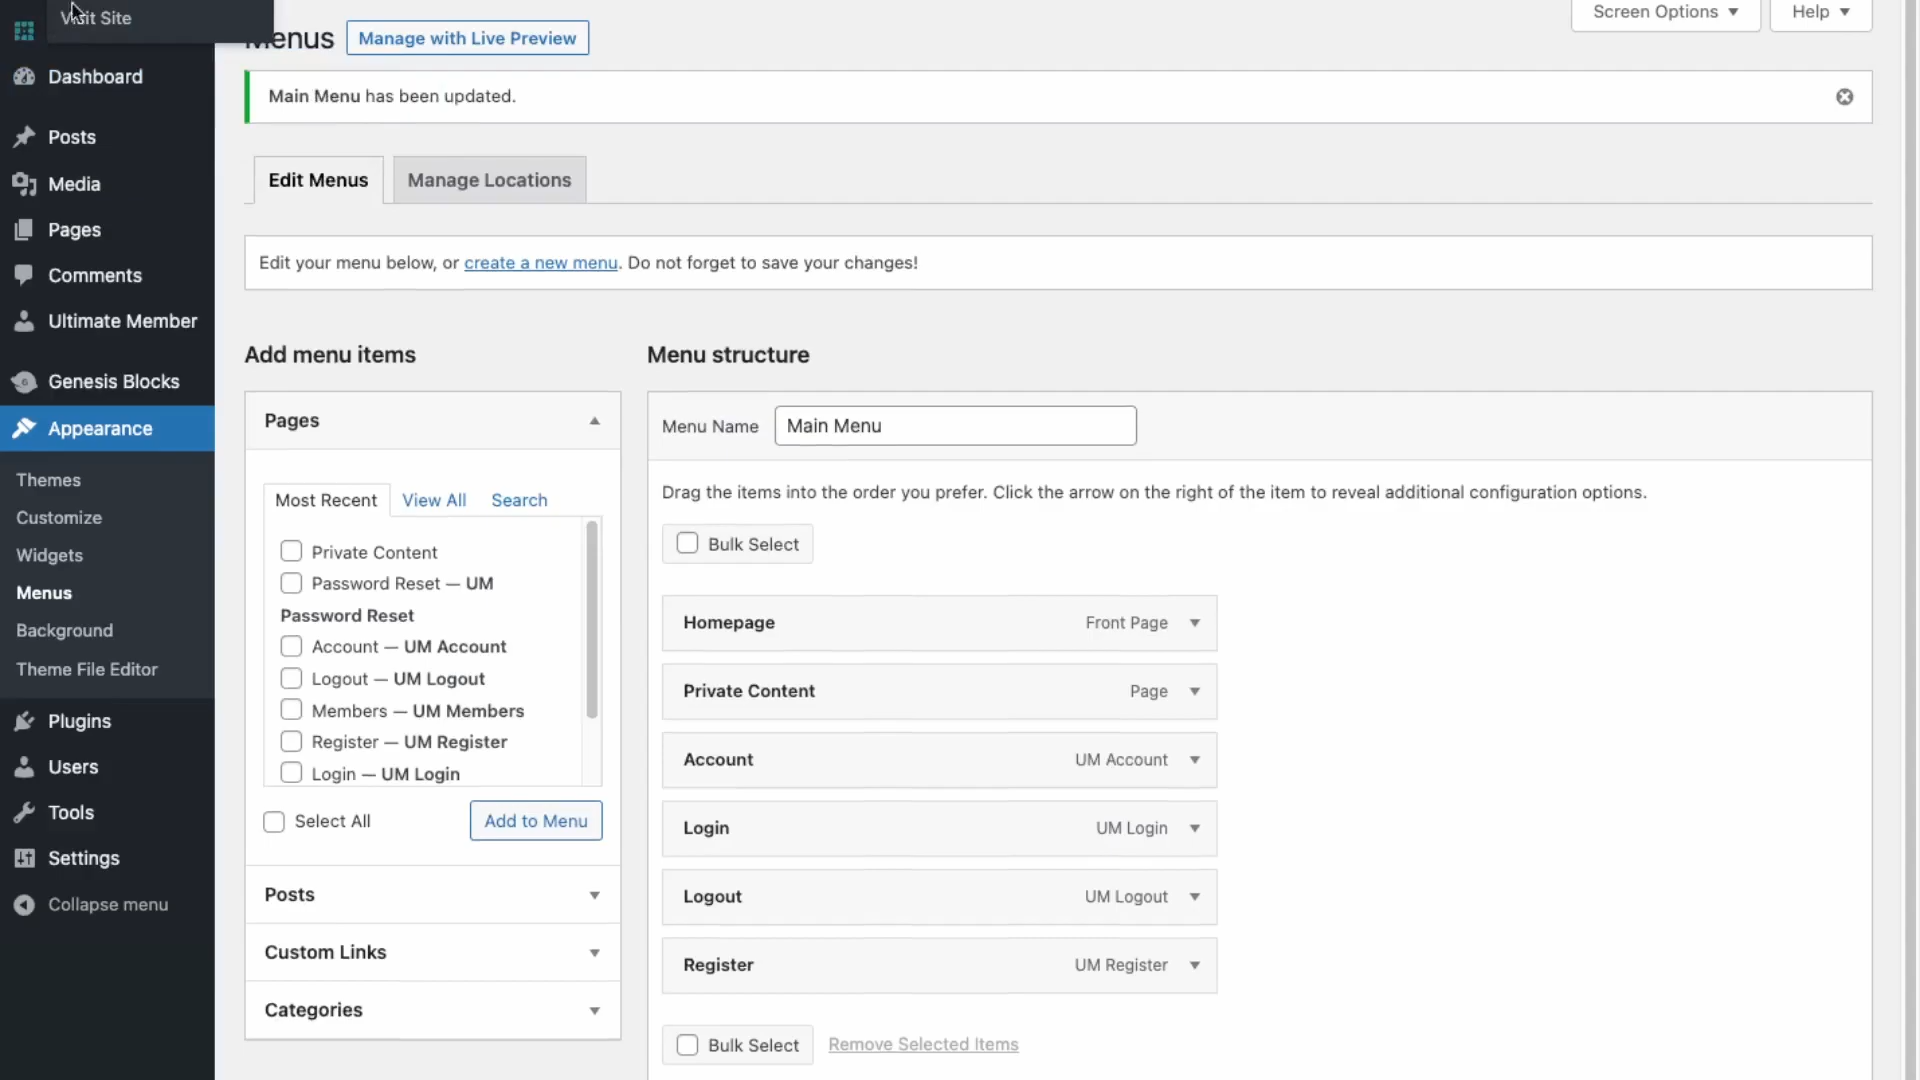 Visit Site
Menus
Manage with Live Preview
Screen Options
Help
Dashboard
Main Menu has been updated.
Posts
Media
Pages
Comments
Ultimate Member
Genesis Blocks
Appearance
Themes
Customize
Widgets
Menus
Background
Theme File Editor
Plugins
Users
Tools
Settings
Collapse menu
Edit Menus
Manage Locations
Edit your menu below, or create a new menu. Do not forget to save your changes!
Add menu items
Pages
Most Recent
View All
Search
Private Content
Password Reset — UM
Password Reset
Account — UM Account
Logout — UM Logout
Members — UM Members
Register — UM Register
Login — UM Login
Select All
Add to Menu
Posts
Custom Links
Categories
Menu structure
Menu Name
Main Menu
Drag the items into the order you prefer. Click the arrow on the right of the item to reveal additional configuration options.
Bulk Select
Homepage Front Page
Private Content Page
Account UM Account
Login UM Login
Logout UM Logout
Register UM Register
Bulk Select
Remove Selected Items